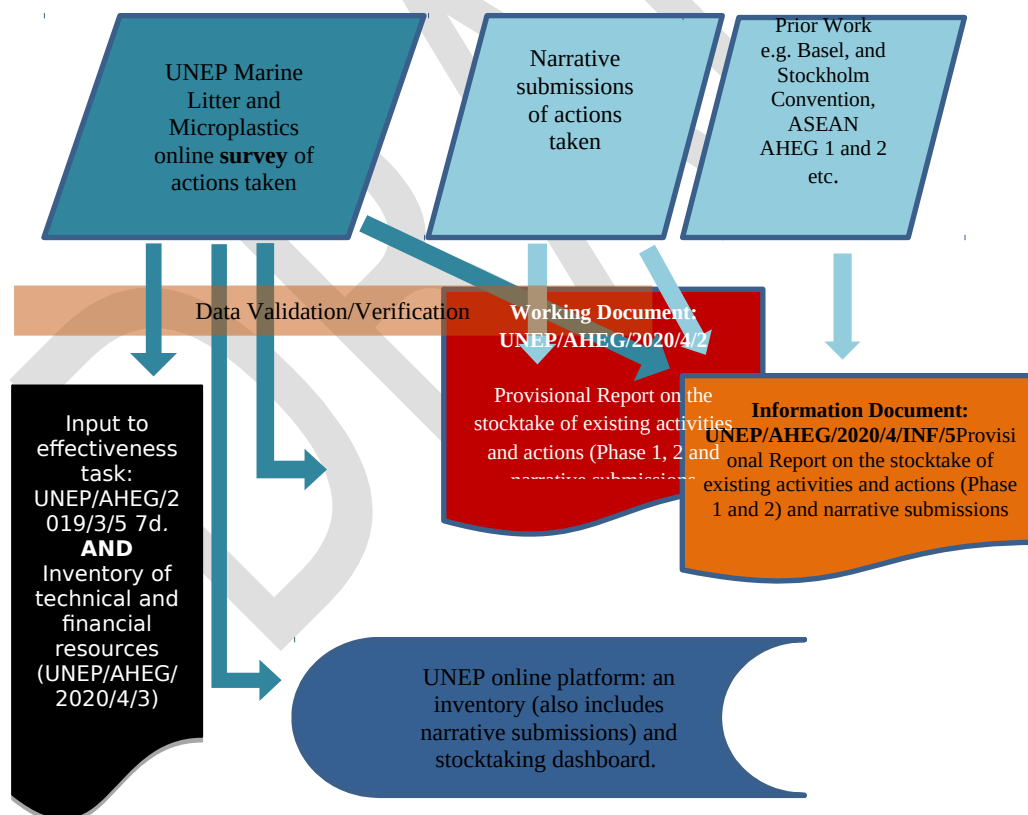 UNEP Marine
Litter and
Microplastics
online survey of
actions taken
Narrative
submissions
of actions
taken
Prior Work
e.g. Basel, and
Stockholm
Convention,
ASEAN
AHEG 1 and 2
etc.
Data Validation/Verification
Working Document:
UNEP/AHEG/2020/4/2
Provisional Report on the
stocktake of existing activities
and actions (Phase 1, 2 and
narrative submissions
Information Document:
UNEP/AHEG/2020/4/INF/5Provisi
onal Report on the stocktake of
existing activities and actions (Phase
1 and 2) and narrative submissions
Input to
effectiveness
task:
UNEP/AHEG/2
019/3/5 7d.
AND
Inventory of
technical and
financial
resources
(UNEP/AHEG/
2020/4/3)
UNEP online platform: an
inventory (also includes
narrative submissions) and
stocktaking dashboard.